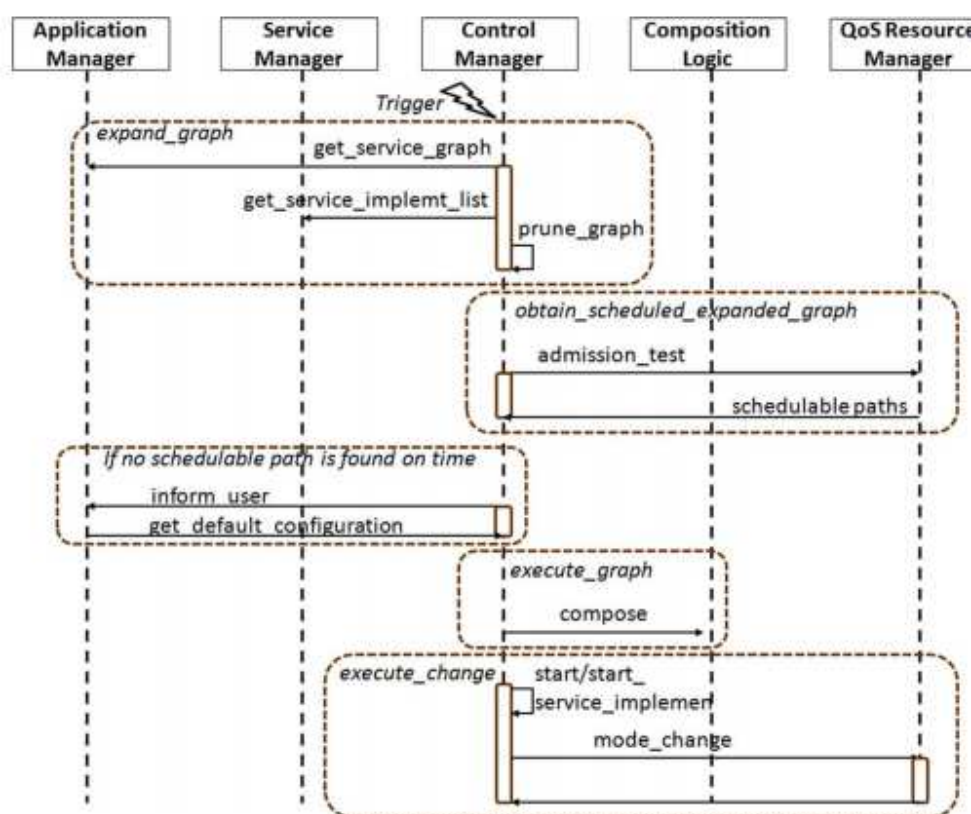 Application
Manager
Service
Manager
Control
Manager
Composition
Logic
QoS Resource
Manager
Trigger
expand_graph
get_service_graph
get_service_implemt_list
prune_graph
obtain_scheduled_expanded_graph
admission_test
schedulable paths
If no schedulable path is found on time
inform_user
get_default_configuration
execute_graph
compose
execute_change
start/start_
service_implemen
mode_change